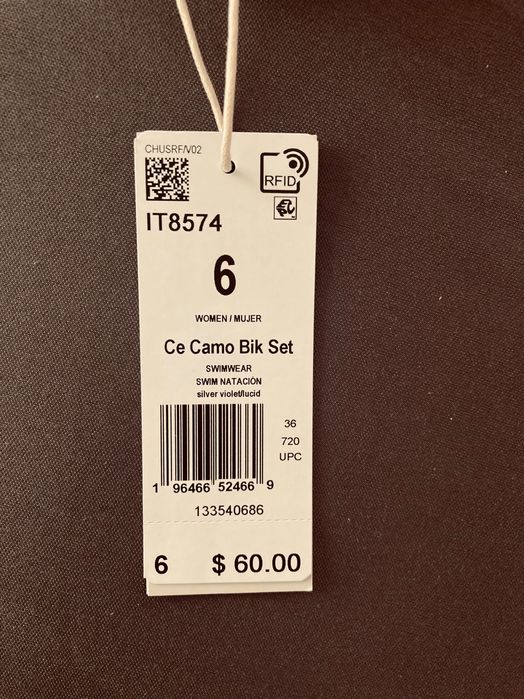 CHUSRF/V02
RFID
IT8574
6
WOMEN / MUJER
Ce Camo Bik Set
SWIMWEAR
SWIM NATACIÓN
silver violet/lucid
36
720
UPC
1 96466 52466 9
133540686
6 $ 60.00